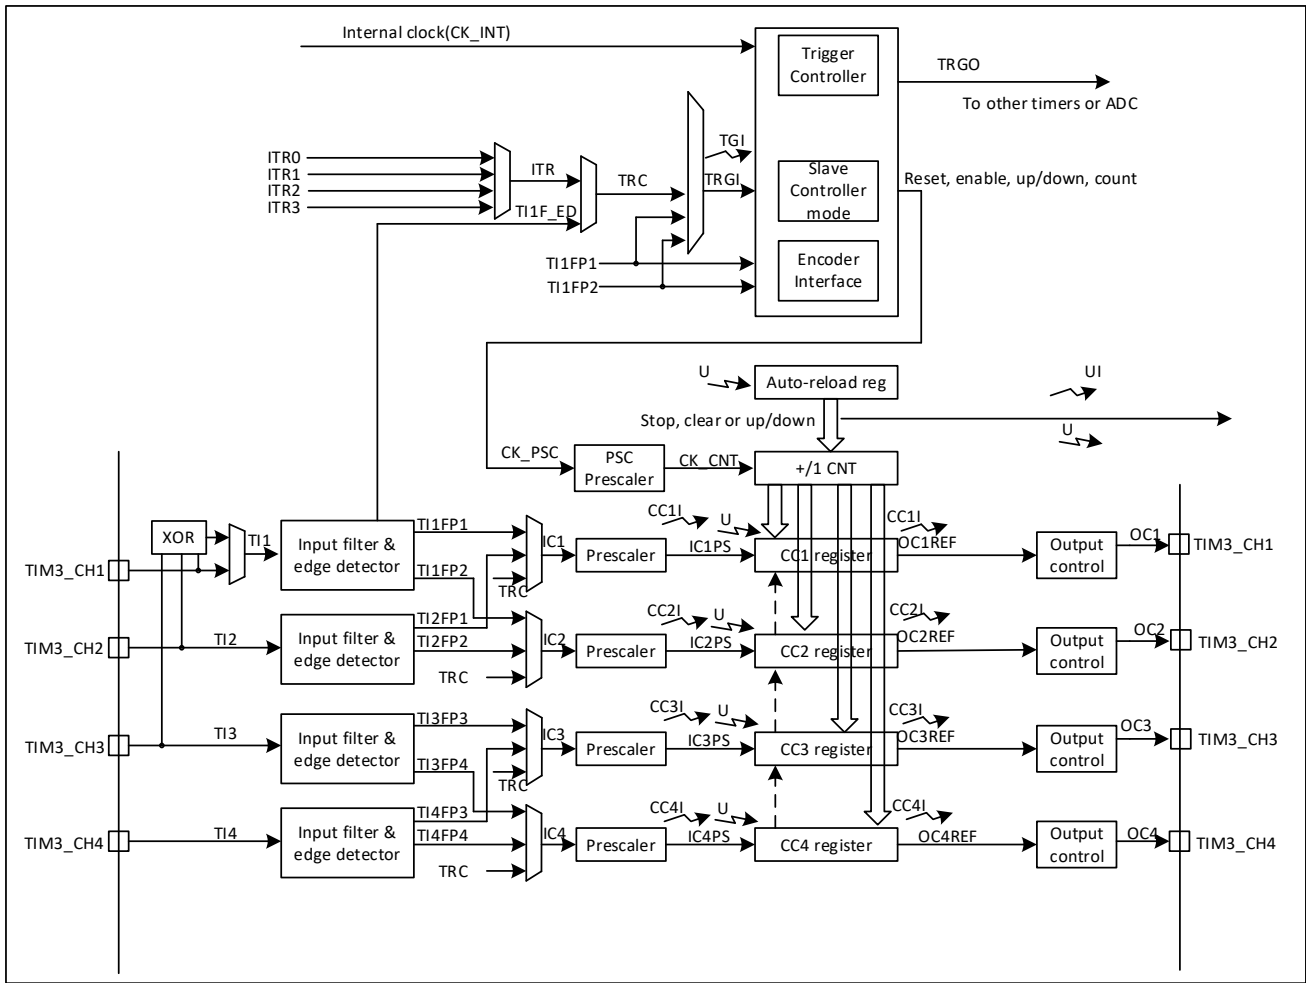 Internal clock(CK_INT)
Trigger
Controller
TRGO
To other timers or ADC
TGI
ITR0
ITR1
ITR2
ITR3
ITR
TRC
TRGI
TI1F_ED
Slave
Controller
mode
Reset, enable, up/down, count
TI1FP1
TI1FP2
Encoder
Interface
U
Auto-reload reg
UI
Stop, clear or up/down
U
CK_PSC
PSC
Prescaler
CK_CNT
+/1 CNT
XOR
TI1
TIM3_CH1
Input filter &
edge detector
TI1FP1
TI1FP2
TRC
IC1
Prescaler
CC1I
U
IC1PS
CC1 register
CC1I
OC1REF
Output
control
OC1
TIM3_CH1
TIM3_CH2
TI2
Input filter &
edge detector
TI2FP1
TI2FP2
TRC
IC2
Prescaler
CC2I
U
IC2PS
CC2 register
CC2I
OC2REF
Output
control
OC2
TIM3_CH2
TIM3_CH3
TI3
Input filter &
edge detector
TI3FP3
TI3FP4
TRC
IC3
Prescaler
CC3I
U
IC3PS
CC3 register
CC3I
OC3REF
Output
control
OC3
TIM3_CH3
TIM3_CH4
TI4
Input filter &
edge detector
TI4FP3
TI4FP4
TRC
IC4
Prescaler
CC4I
U
IC4PS
CC4 register
CC4I
OC4REF
Output
control
OC4
TIM3_CH4